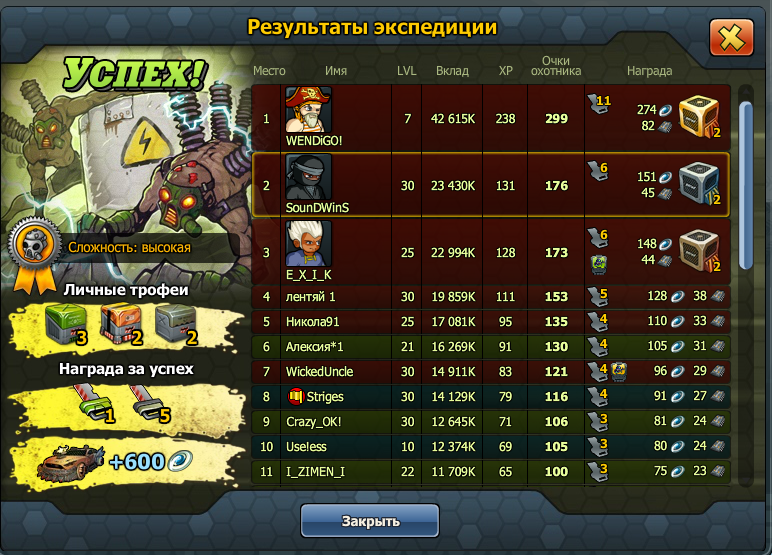 Результаты экспедиции
УСПЕХ!
Сложность: высокая
Личные трофеи
3 2 2
Награда за успех
1 5
+600
Место Имя LVL Вклад XP Очки охотника Награда
1 WENDiGO! 7 42 615K 238 299 11 274 82 2
2 SounDWinS 30 23 430K 131 176 6 151 45 2
3 E_X_I_K 25 22 994K 128 173 6 148 44 2
4 лентяй 1 30 19 859K 111 153 5 128 38
5 Никола91 25 17 081K 95 135 4 110 33
6 Алексия*1 21 16 269K 91 130 4 105 31
7 WickedUncle 30 14 911K 83 121 4 96 29
8 Striges 30 14 129K 79 116 4 91 27
9 Crazy_OK! 30 12 645K 71 106 3 81 24
10 Useless 10 12 374K 69 105 3 80 24
11 I_ZIMEN_I 22 11 709K 65 100 3 75 23
Закрыть